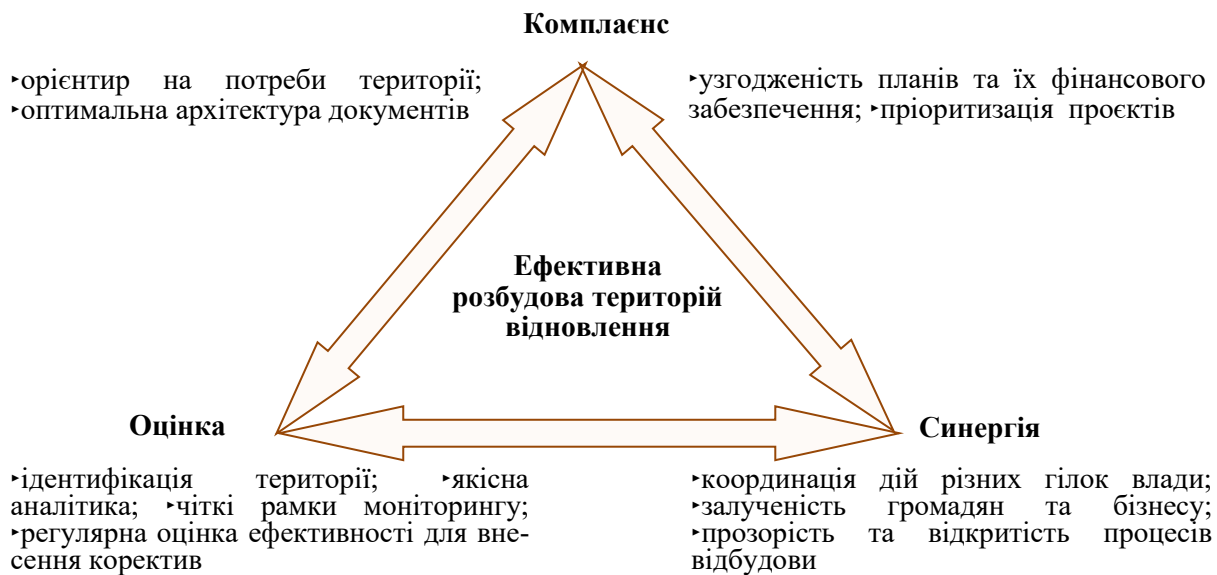 Комплаєнс
‣орієнтир на потреби території;
‣оптимальна архітектура документів
‣узгодженість планів та їх фінансового
забезпечення; ‣пріоритизація проєктів
Ефективна
розбудова територій
відновлення
Оцінка
‣ідентифікація території; ‣якісна
аналітика; ‣чіткі рамки моніторингу;
‣регулярна оцінка ефективності для вне-
сення коректив
Синергія
‣координація дій різних гілок влади;
‣залученість громадян та бізнесу;
‣прозорість та відкритість процесів
відбудови